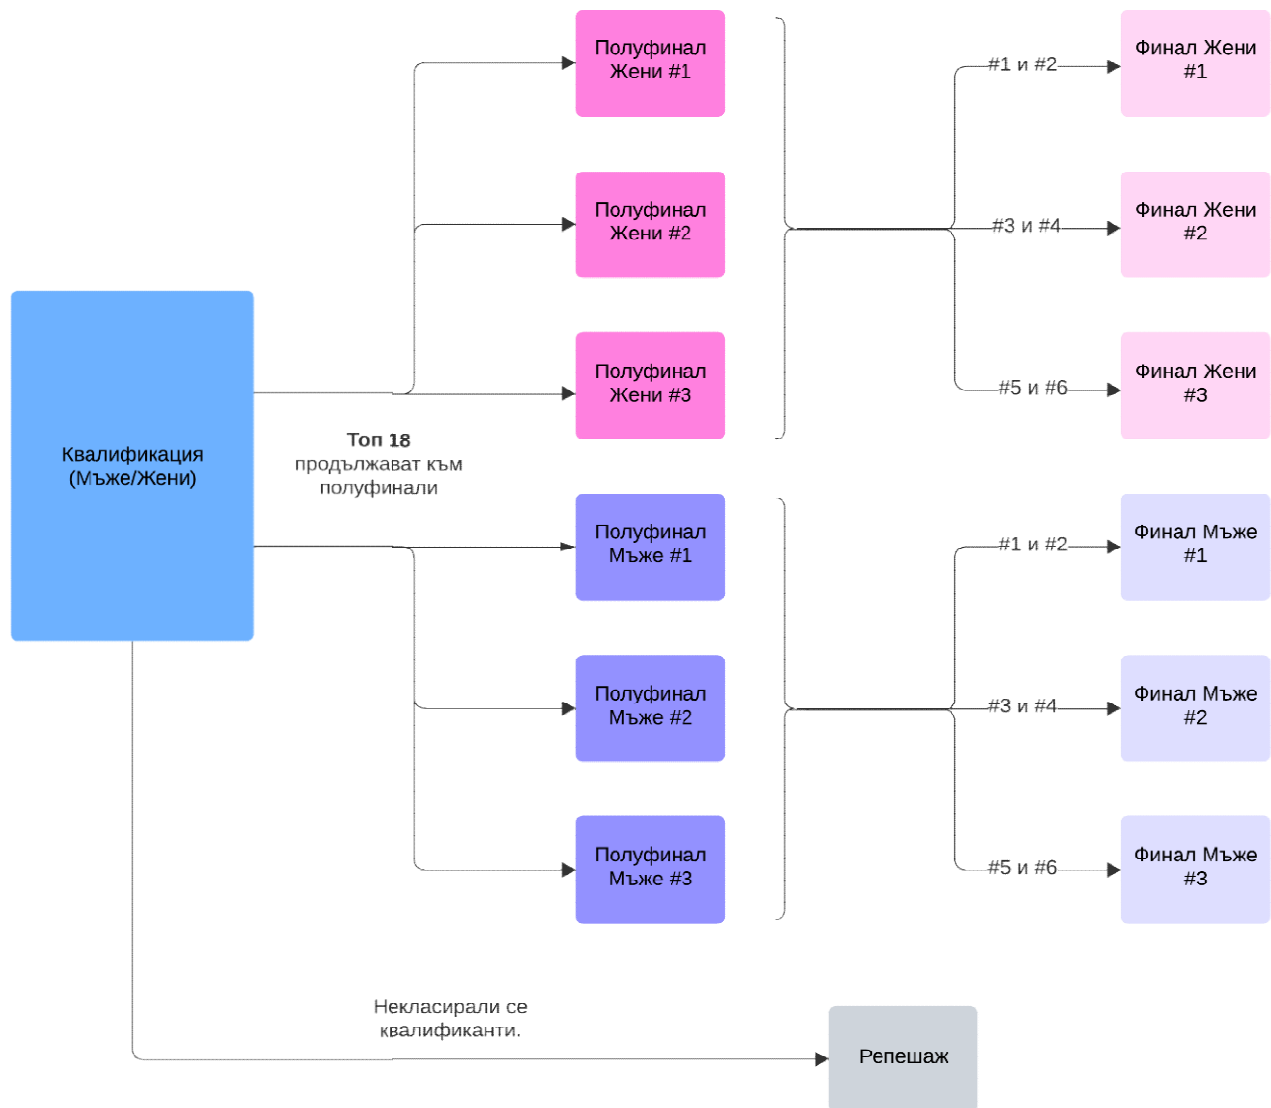 Полуфинал
Жени #1
#1 и #2
Финал Жени
#1
Полуфинал
Жени #2
#3 и #4
Финал Жени
#2
Полуфинал
Жени #3
#5 и #6
Финал Жени
#3
Квалификация
(Мъже/Жени)
Топ 18
продължават към
полуфинали
Полуфинал
Мъже #1
#1 и #2
Финал Мъже
#1
Полуфинал
Мъже #2
#3 и #4
Финал Мъже
#2
Полуфинал
Мъже #3
#5 и #6
Финал Мъже
#3
Некласирали се
квалификанти.
Репешаж